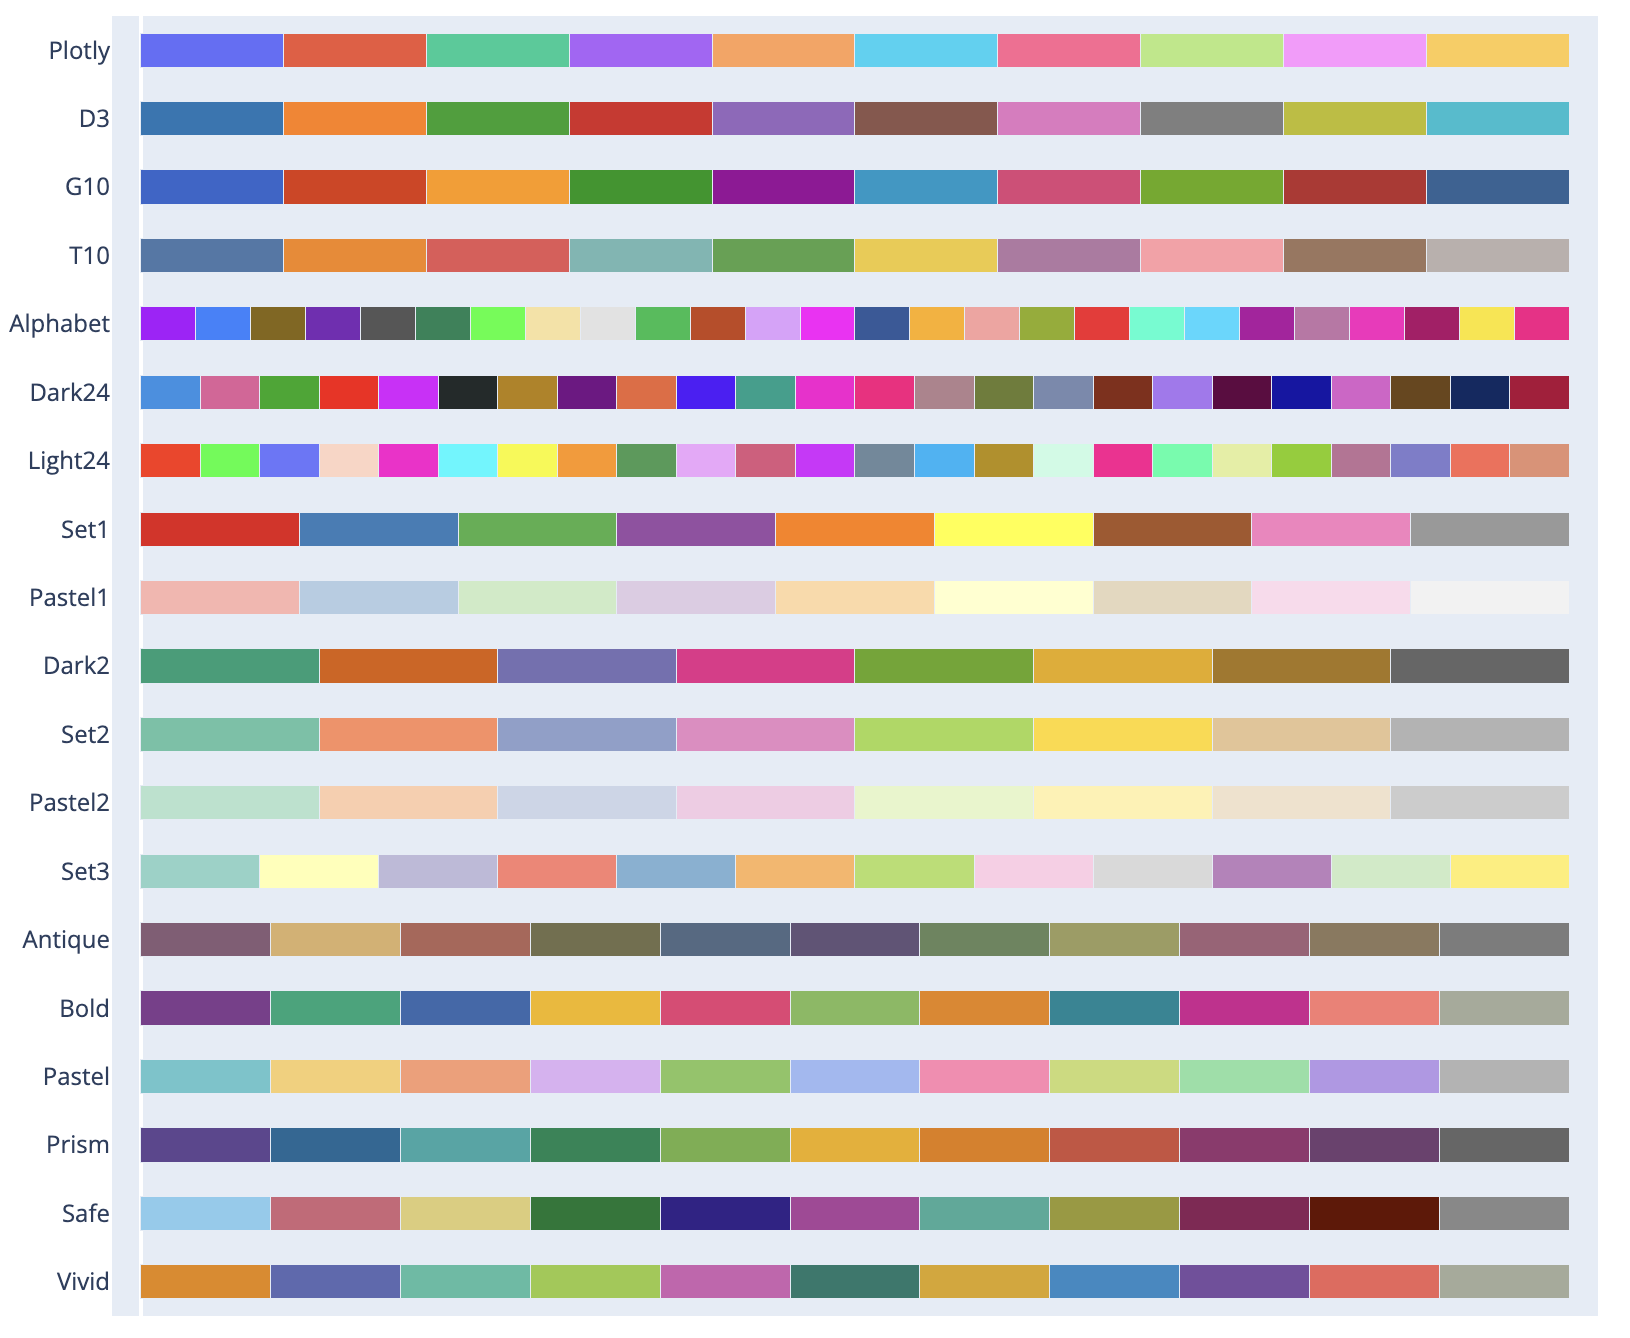 Plotly
D3
G10
T10
Alphabet
Dark24
Light24
Set1
Pastel1
Dark2
Set2
Pastel2
Set3
Antique
Bold
Pastel
Prism
Safe
Vivid